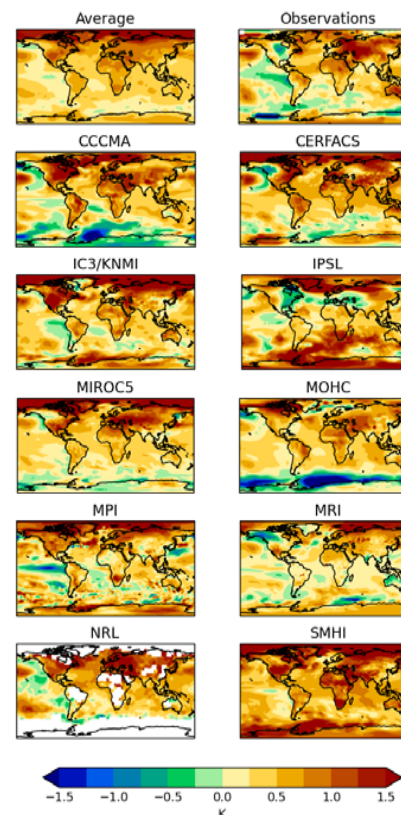 Average Observations
CCCMA CERFACS
IC3/KNMI IPSL
MIROC5 MOHC
MPI MRI
NRL SMHI
−1.5 −1.0 −0.5 0.0 0.5 1.0 1.5
K